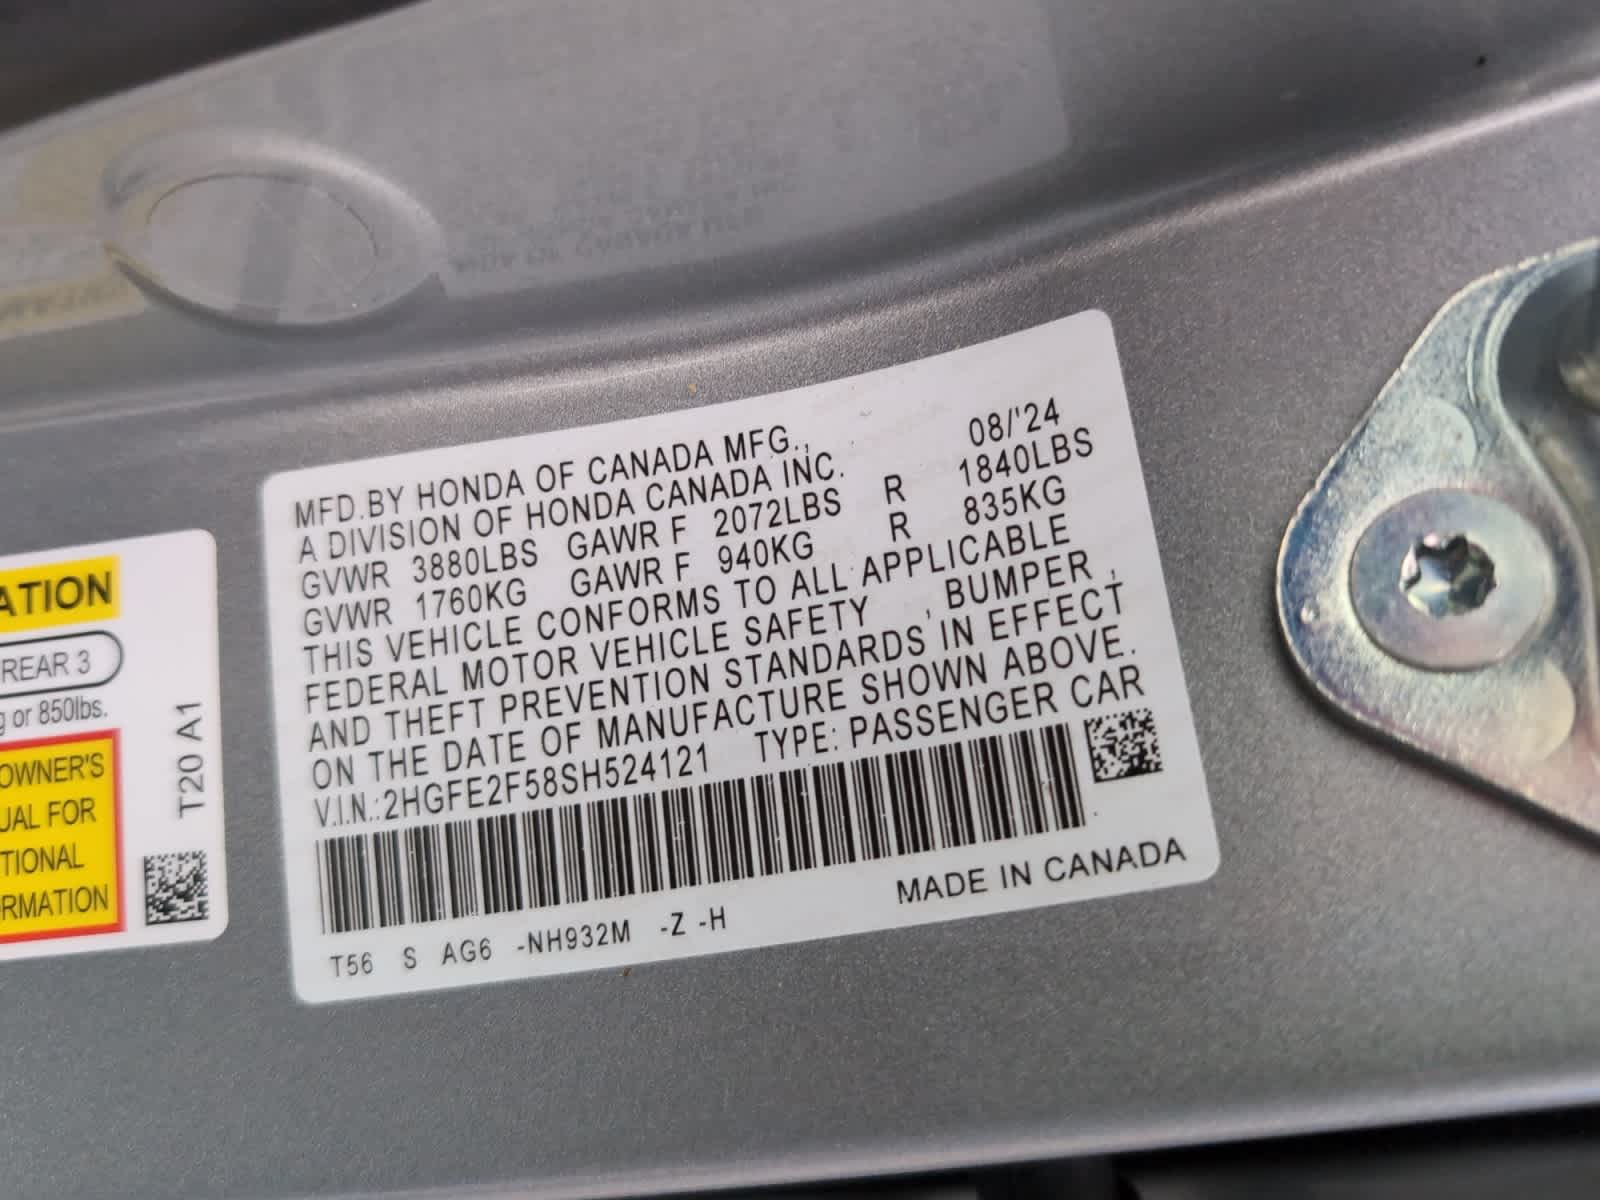 ATION
REAR 3
g or 850lbs.
OWNER'S
UAL FOR
TIONAL
ORMATION
T20 A1
MFD.BY HONDA OF CANADA MFG., 08/'24
A DIVISION OF HONDA CANADA INC.
GVWR 3880LBS GAWR F 2072LBS R 1840LBS
GVWR 1760KG GAWR F 940KG R 835KG
THIS VEHICLE CONFORMS TO ALL APPLICABLE
FEDERAL MOTOR VEHICLE SAFETY , BUMPER ,
AND THEFT PREVENTION STANDARDS IN EFFECT
ON THE DATE OF MANUFACTURE SHOWN ABOVE.
V.I.N.:2HGFE2F58SH524121 TYPE: PASSENGER CAR
T56 S AG6 -NH932M -Z -H
MADE IN CANADA